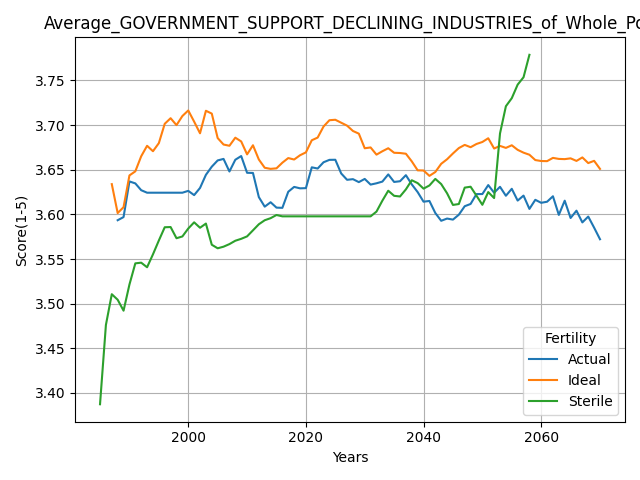 Average_GOVERNMENT_SUPPORT_DECLINING_INDUSTRIES_of_Whole_Po
3.75
3.70
3.65
3.60
3.55
3.50
3.45
3.40
Score(1-5)
Fertility
Actual
Ideal
Sterile
2000 2020 2040 2060
Years